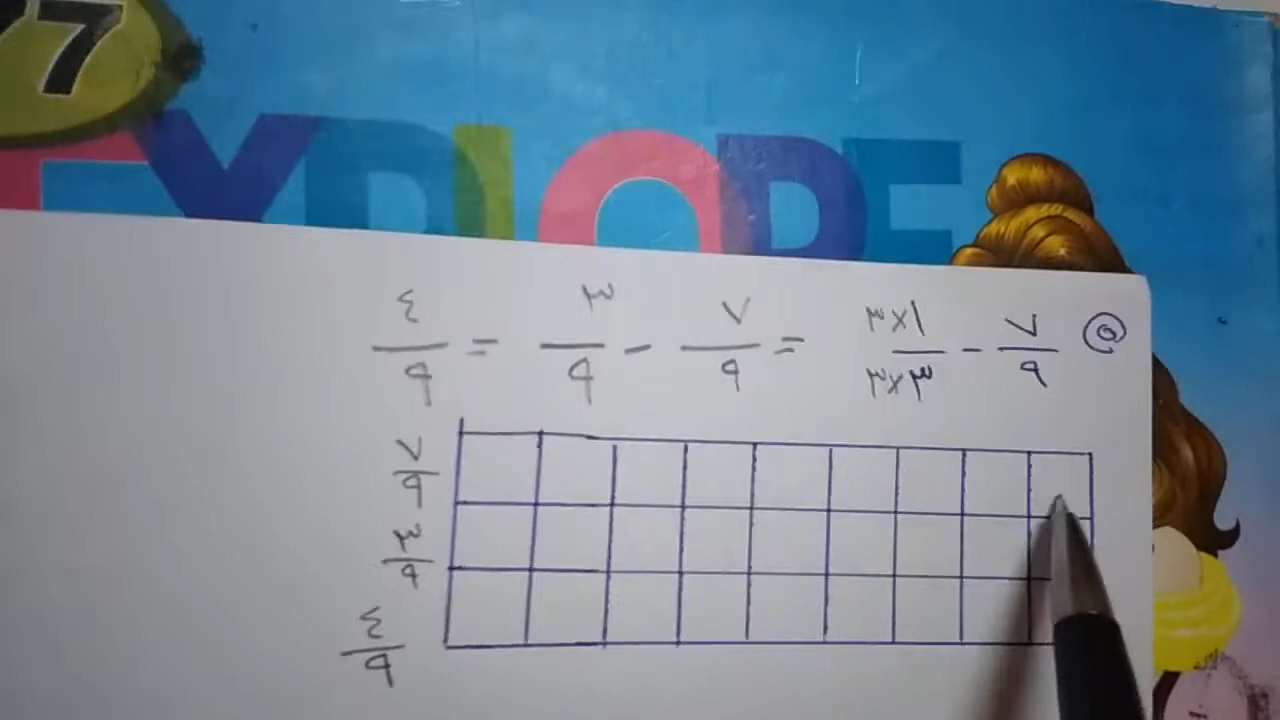 77
٥ ٧/٩ - ١×٣/٣×٣ = ٧/٩ - ٣/٩ = ٤/٩
٧/٩
٣/٩
٤/٩